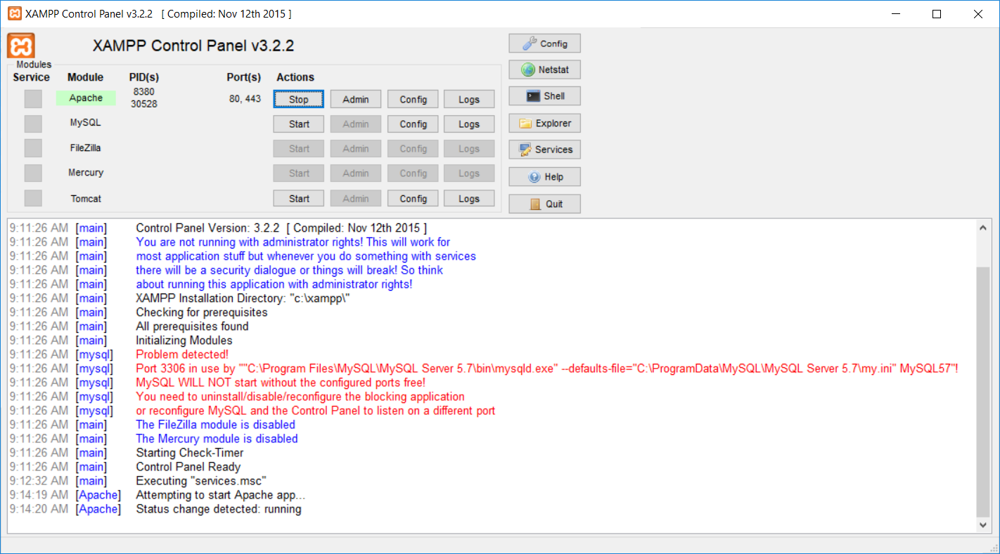 XAMPP Control Panel v3.2.2 [ Compiled: Nov 12th 2015 ]
XAMPP Control Panel v3.2.2
Modules
Service Module PID(s) Port(s) Actions
Apache 8380 30528 80, 443 Stop Admin Config Logs
MySQL Start Admin Config Logs
FileZilla Start Admin Config Logs
Mercury Start Admin Config Logs
Tomcat Start Admin Config Logs
Config
Netstat
Shell
Explorer
Services
Help
Quit
9:11:26 AM [main] Control Panel Version: 3.2.2 [ Compiled: Nov 12th 2015 ]
9:11:26 AM [main] You are not running with administrator rights! This will work for
9:11:26 AM [main] most application stuff but whenever you do something with services
9:11:26 AM [main] there will be a security dialogue or things will break! So think
9:11:26 AM [main] about running this application with administrator rights!
9:11:26 AM [main] XAMPP Installation Directory: "c:\xampp\"
9:11:26 AM [main] Checking for prerequisites
9:11:26 AM [main] All prerequisites found
9:11:26 AM [main] Initializing Modules
9:11:26 AM [mysql] Problem detected!
9:11:26 AM [mysql] Port 3306 in use by ""C:\Program Files\MySQL\MySQL Server 5.7\bin\mysqld.exe" --defaults-file="C:\ProgramData\MySQL\MySQL Server 5.7\my.ini" MySQL57"!
9:11:26 AM [mysql] MySQL WILL NOT start without the configured ports free!
9:11:26 AM [mysql] You need to uninstall/disable/reconfigure the blocking application
9:11:26 AM [mysql] or reconfigure MySQL and the Control Panel to listen on a different port
9:11:26 AM [main] The FileZilla module is disabled
9:11:26 AM [main] The Mercury module is disabled
9:11:26 AM [main] Starting Check-Timer
9:11:26 AM [main] Control Panel Ready
9:12:32 AM [main] Executing "services.msc"
9:14:19 AM [Apache] Attempting to start Apache app...
9:14:20 AM [Apache] Status change detected: running